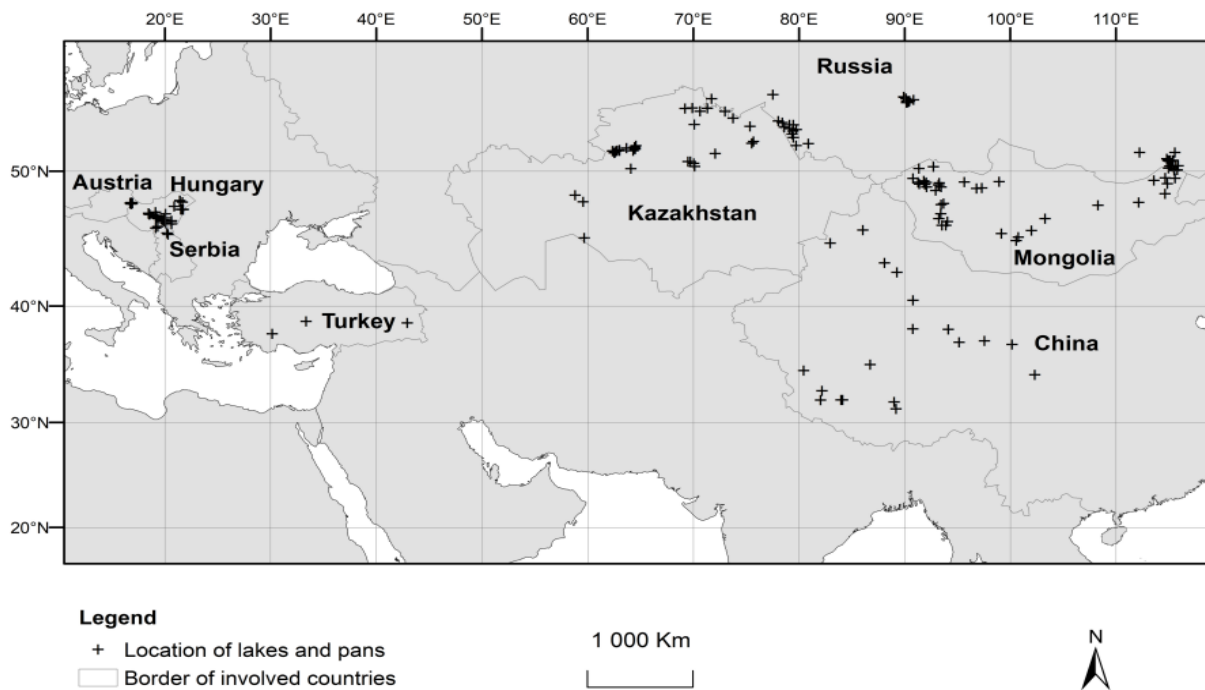 20°E 30°E 40°E 50°E 60°E 70°E 80°E 90°E 100°E 110°E
Russia
50°N
Austria Hungary
Kazakhstan
Serbia
Mongolia
40°N
Turkey
China
30°N
20°N
Legend
+ Location of lakes and pans
Border of involved countries
1 000 Km
N